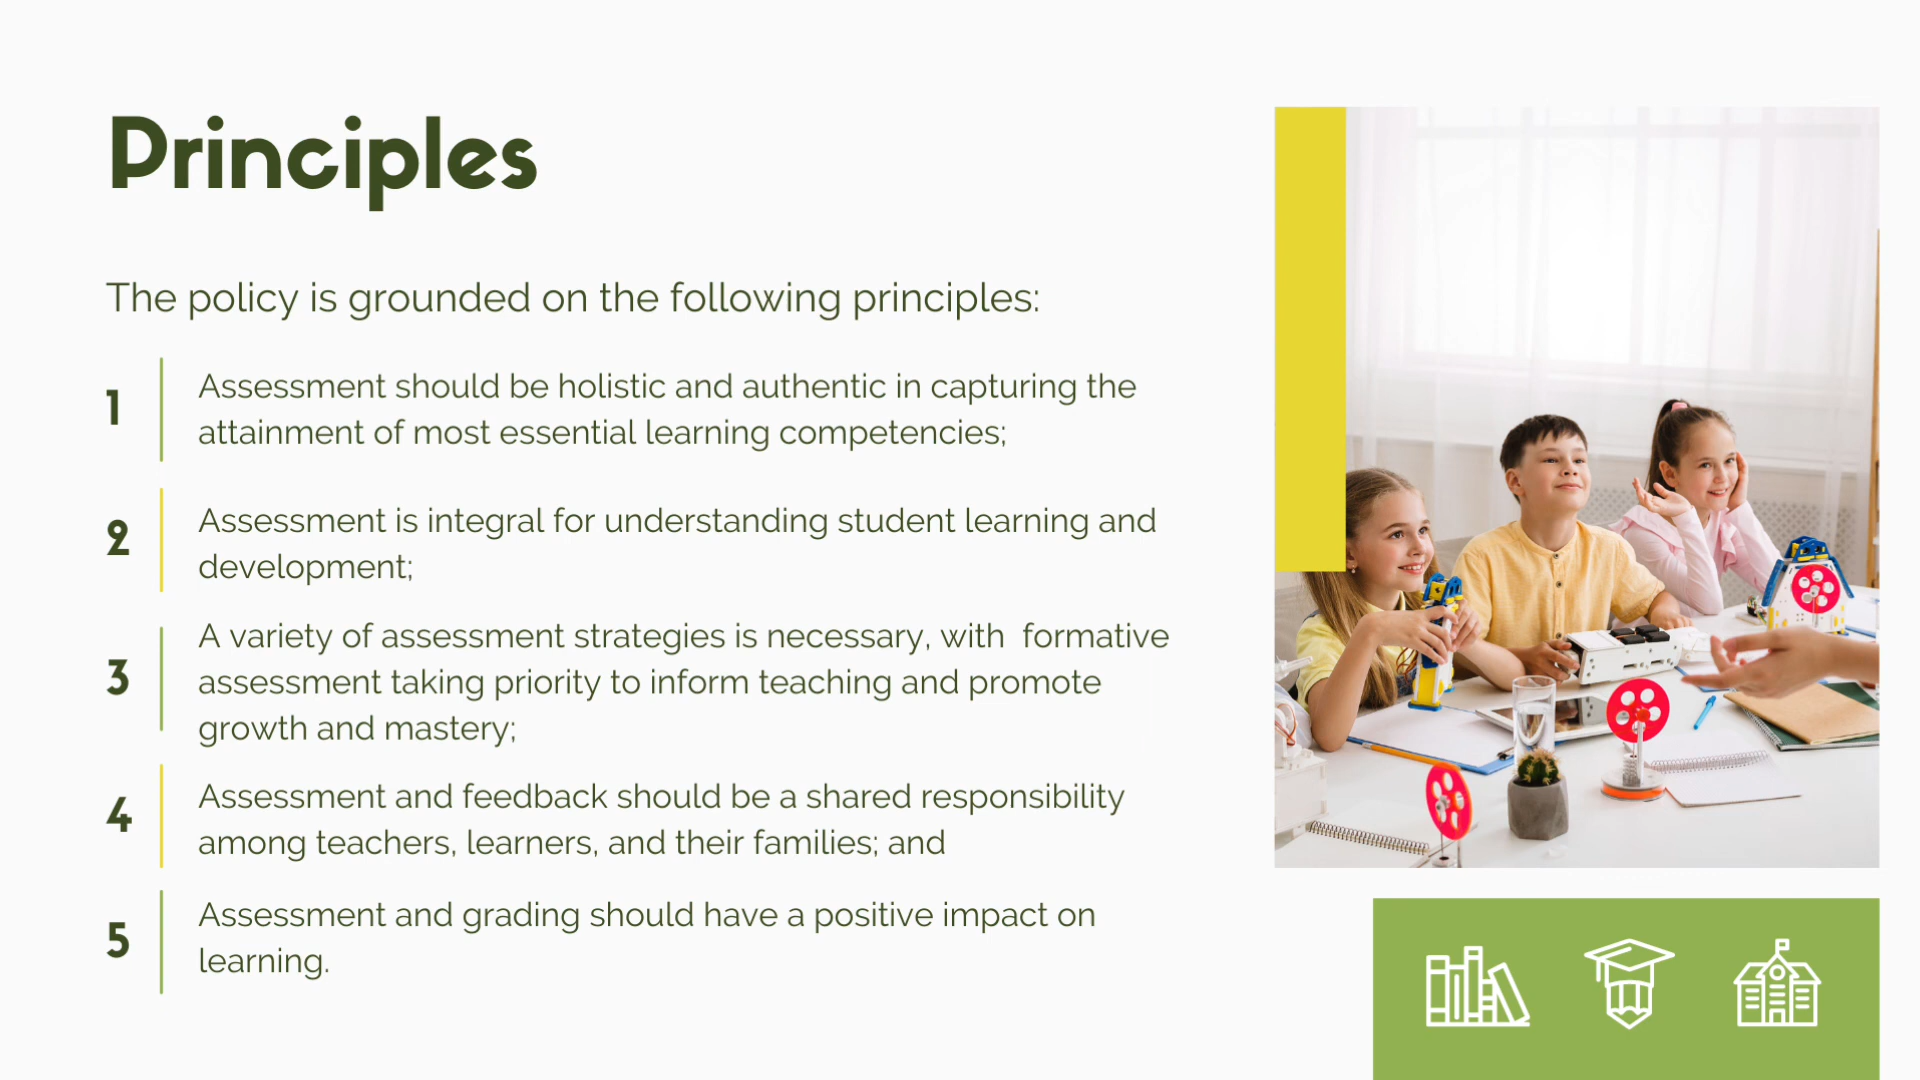 Principles
The policy is grounded on the following principles:
1
Assessment should be holistic and authentic in capturing the
attainment of most essential learning competencies;
2
Assessment is integral for understanding student learning and
development;
3
A variety of assessment strategies is necessary, with  formative
assessment taking priority to inform teaching and promote
growth and mastery;
4
Assessment and feedback should be a shared responsibility
among teachers, learners, and their families; and
5
Assessment and grading should have a positive impact on
learning.